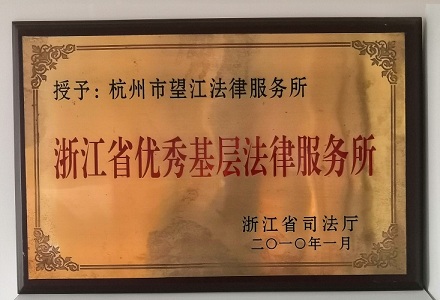 授予：杭州市望江法律服务所
浙江省优秀基层法律服务所
浙江省司法厅
二〇一〇年一月